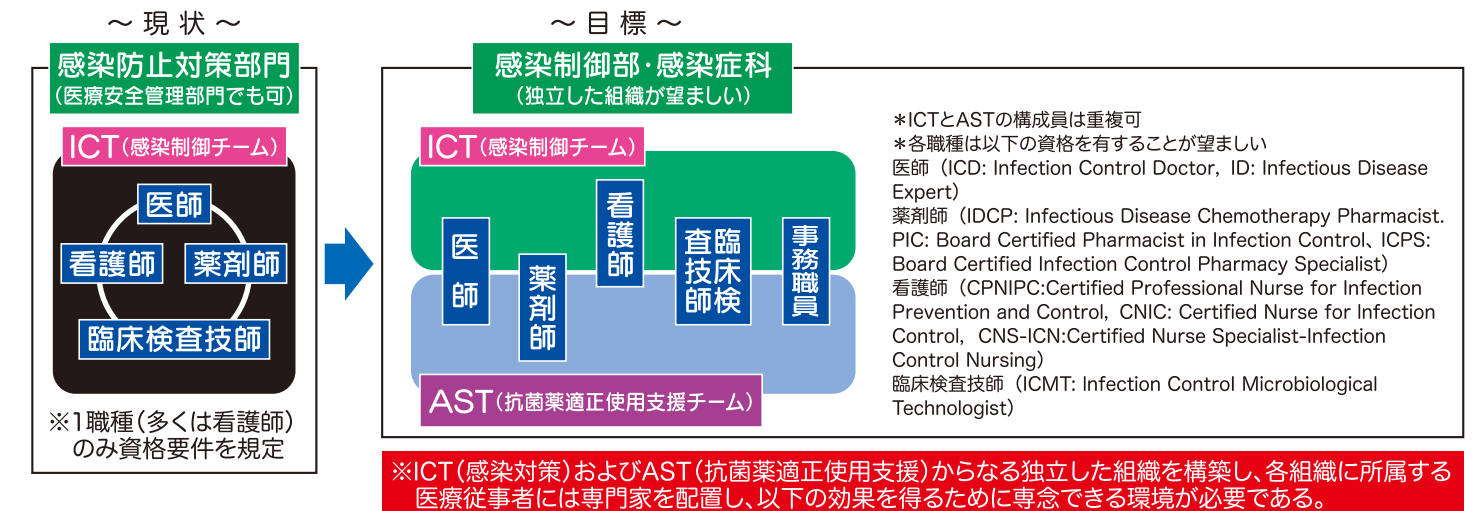 ～ 現 状 ～
感染防止対策部門
（医療安全管理部門でも可）
ICT（感染制御チーム）
医師
看護師
薬剤師
臨床検査技師
※1職種（多くは看護師）
のみ資格要件を規定
～ 目 標 ～
感染制御部・感染症科
（独立した組織が望ましい）
ICT（感染制御チーム）
医師
薬剤師
看護師
臨床検
査技師
事務職員
AST（抗菌薬適正使用支援チーム）
＊ICTとASTの構成員は重複可
＊各職種は以下の資格を有することが望ましい
医師（ICD: Infection Control Doctor, ID: Infectious Disease
Expert）
薬剤師（IDCP: Infectious Disease Chemotherapy Pharmacist.
PIC: Board Certified Pharmacist in Infection Control、ICPS:
Board Certified Infection Control Pharmacy Specialist）
看護師（CPNIPC:Certified Professional Nurse for Infection
Prevention and Control, CNIC: Certified Nurse for Infection
Control, CNS-ICN:Certified Nurse Specialist-Infection
Control Nursing）
臨床検査技師（ICMT: Infection Control Microbiological
Technologist）
※ICT（感染対策）およびAST（抗菌薬適正使用支援）からなる独立した組織を構築し、各組織に所属する
医療従事者には専門家を配置し、以下の効果を得るために専念できる環境が必要である。